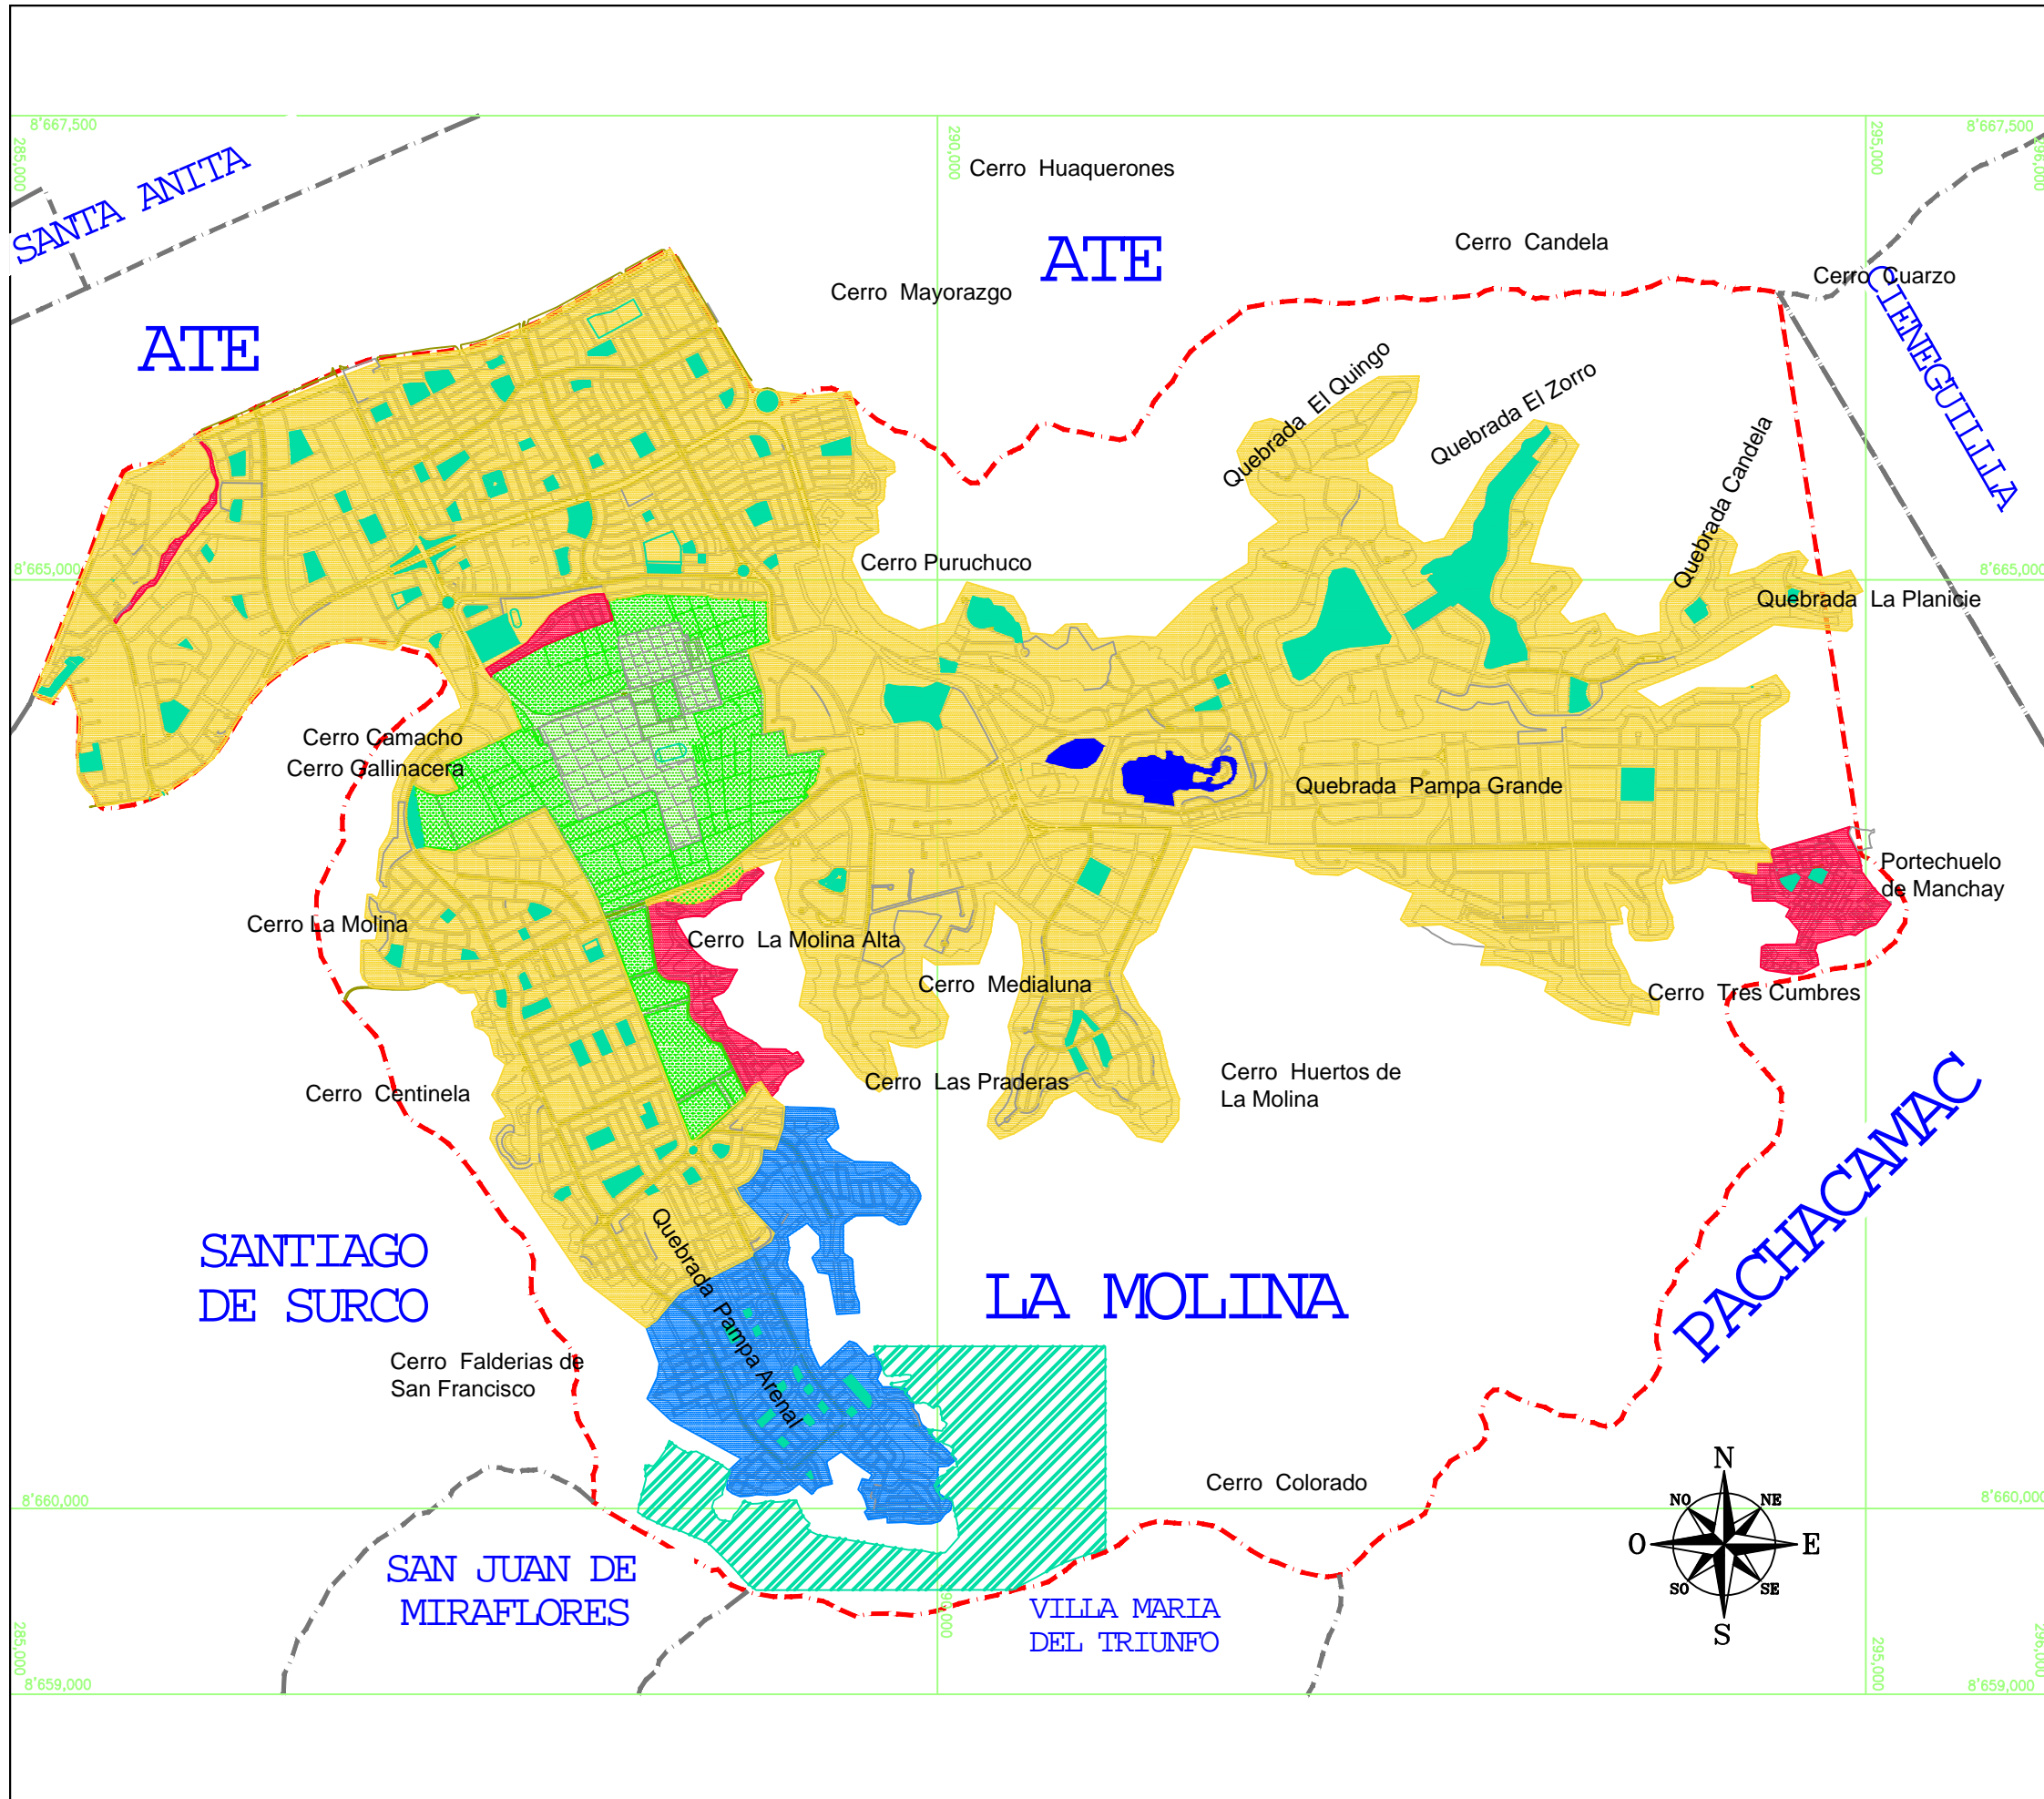 8'667,500
285,000
290,000
295,000
8'667,500
296,000
SANTA ANITA
Cerro Huaquerones
ATE
Cerro Candela
Cerro Mayorazgo
Cerro Cuarzo
CIENEGUILLA
ATE
Quebrada El Quingo
Quebrada El Zorro
Quebrada Candela
Cerro Puruchuco
8'665,000
8'665,000
Quebrada La Planicie
Cerro Camacho
Cerro Gallinacera
Quebrada Pampa Grande
Portechuelo
de Manchay
Cerro La Molina
Cerro La Molina Alta
Cerro Medialuna
Cerro Tres Cumbres
Cerro Centinela
Cerro Las Praderas
Cerro Huertos de
La Molina
PACHACAMAC
SANTIAGO
DE SURCO
Quebrada Pampa Arenal
LA MOLINA
Cerro Falderias de
San Francisco
Cerro Colorado
N
NO
NE
O
E
SO
SE
S
8'660,000
8'660,000
SAN JUAN DE
MIRAFLORES
VILLA MARIA
DEL TRIUNFO
285,000
290,000
295,000
296,000
8'659,000
8'659,000